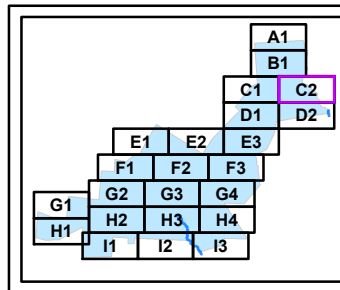 A1
B1
C1 C2
D1 D2
E1 E2 E3
F1 F2 F3
G1 G2 G3 G4
H1 H2 H3 H4
I1 I2 I3